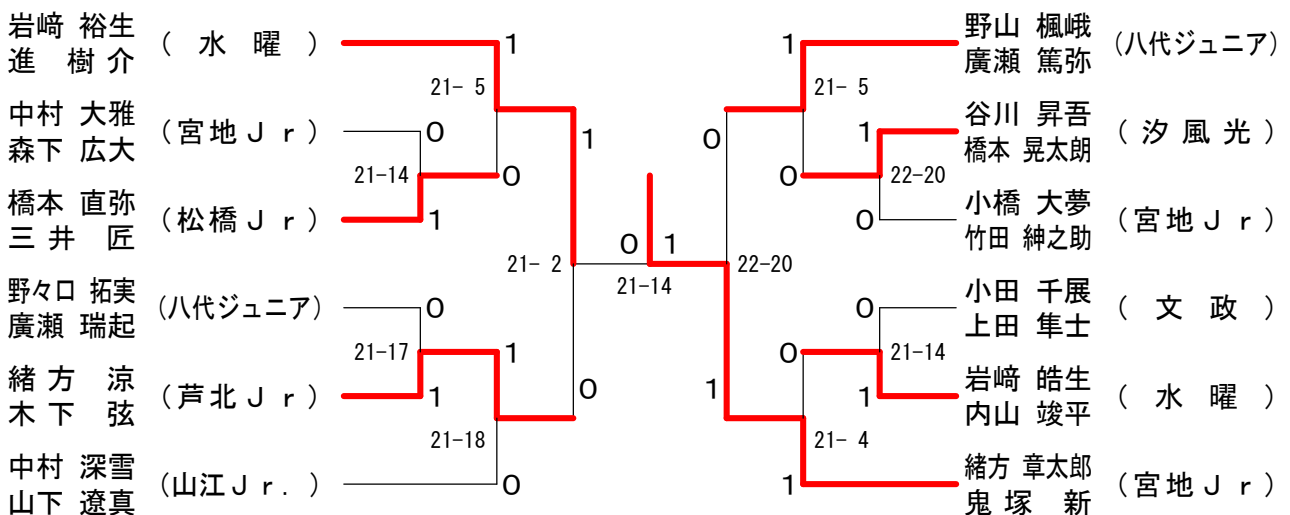 岩﨑 裕生
進 樹介
( 水 曜 )
1
21- 5
中村 大雅
森下 広大
(宮地Jr)
0
21-14
0
橋本 直弥
三井 匠
(松橋Jr)
1
1
21- 2
野々口 拓実
廣瀬 瑞起
(八代ジュニア)
0
21-17
1
緒方 涼
木下 弦
(芦北Jr)
1
0
21-18
中村 深雪
山下 遼真
(山江Jr.)
0
0 1
21-14
1
野山 楓峨
廣瀬 篤弥
(八代ジュニア)
21- 5
0
1
谷川 昇吾
橋本 晃太朗
(汐風光)
0
22-20
0
小橋 大夢
竹田 紳之助
(宮地Jr)
22-20
0
小田 千展
上田 隼士
( 文 政 )
0
21-14
1
岩﨑 皓生
内山 竣平
( 水 曜 )
1
21- 4
1
緒方 章太郎
鬼塚 新
(宮地Jr)